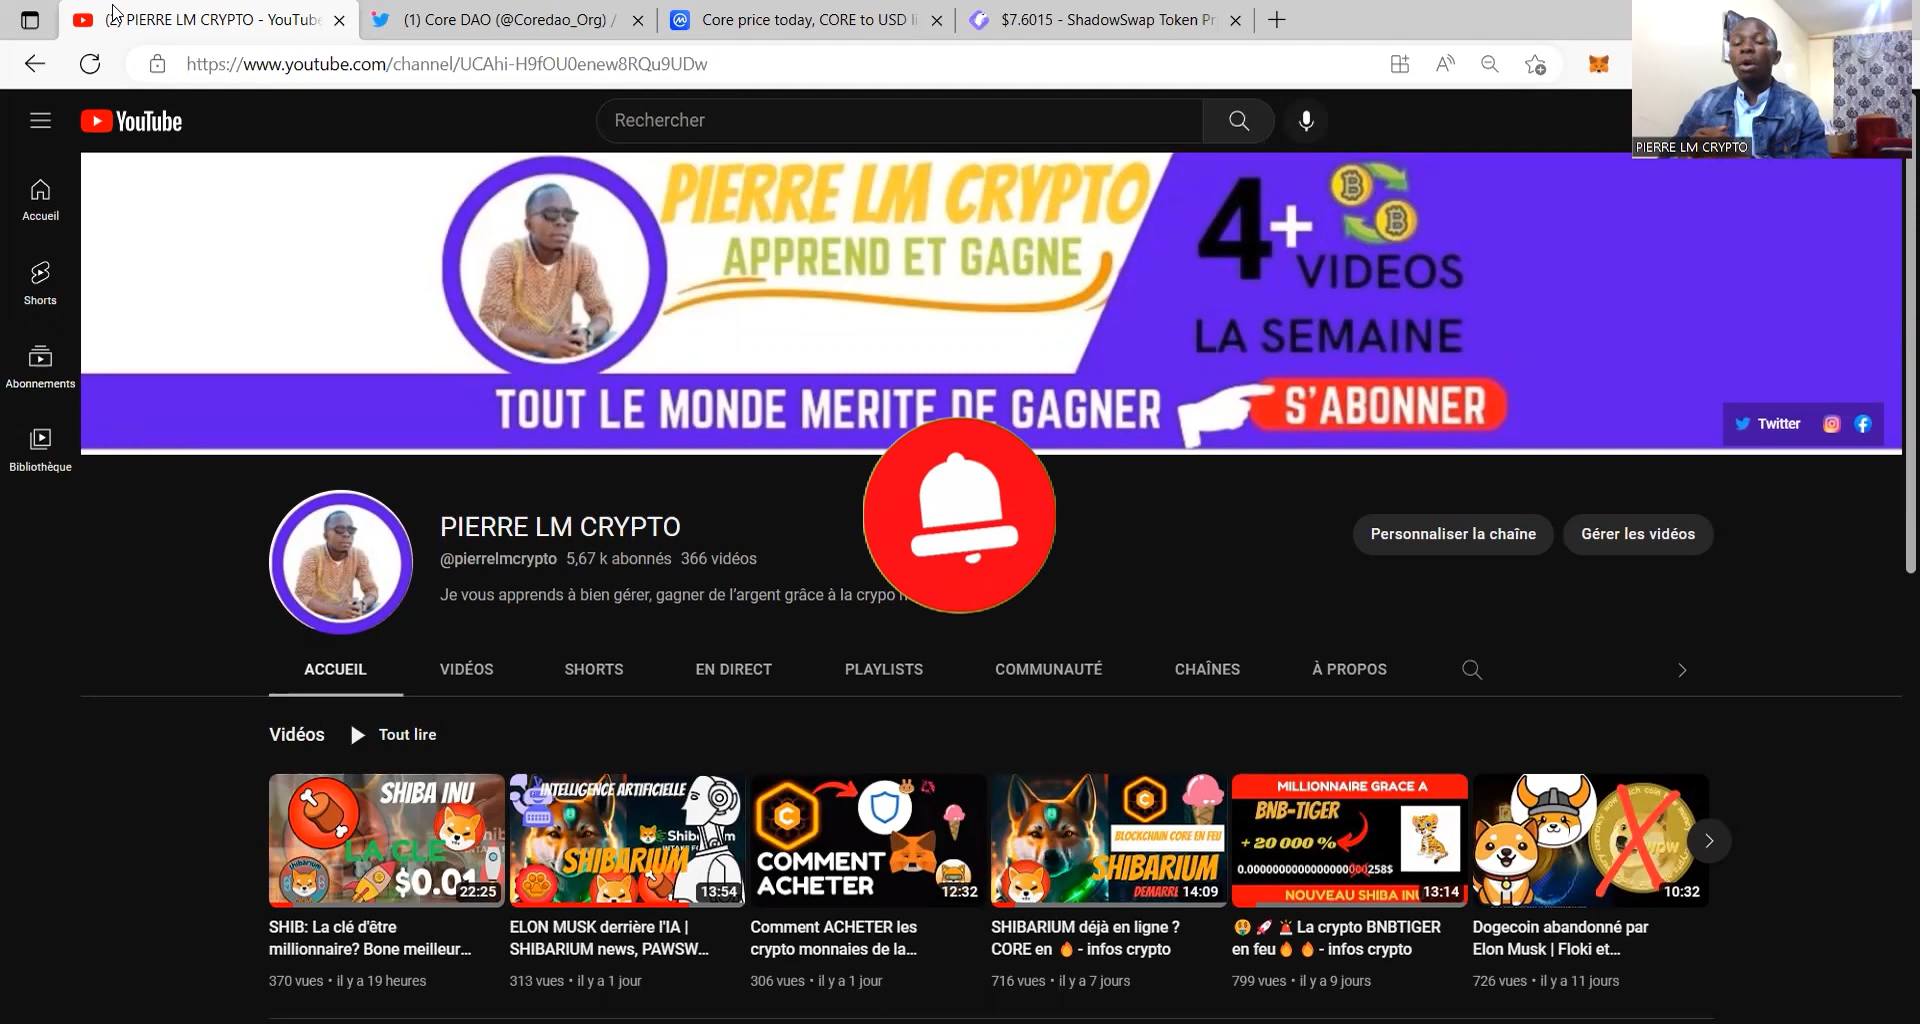 (2) PIERRE LM CRYPTO - YouTube
(1) Core DAO (@Coredao_Org) /
Core price today, CORE to USD li
$7.6015 - ShadowSwap Token Pr
https://www.youtube.com/channel/UCAhi-H9fOU0enew8RQu9UDw
PIERRE LM CRYPTO
YouTube
Rechercher
Accueil
Shorts
Abonnements
Bibliothèque
PIERRE LM CRYPTO
APPREND ET GAGNE
4+
VIDEOS
LA SEMAINE
TOUT LE MONDE MERITE DE GAGNER
S'ABONNER
Twitter
PIERRE LM CRYPTO
@pierrelmcrypto 5,67 k abonnés 366 vidéos
Je vous apprends à bien gérer, gagner de l'argent grâce à la crypo
Personnaliser la chaîne
Gérer les vidéos
ACCUEIL VIDÉOS SHORTS EN DIRECT PLAYLISTS COMMUNAUTÉ CHAÎNES À PROPOS
Vidéos Tout lire
SHIBA INU
LA CLE
$0.01
22:25
SHIB: La clé d'être
millionnaire? Bone meilleur...
370 vues • il y a 19 heures
INTELLIGENCE ARTIFICIELLE
SHIBARIUM
13:54
ELON MUSK derrière l'IA |
SHIBARIUM news, PAWSW...
313 vues • il y a 1 jour
COMMENT
ACHETER
12:32
Comment ACHETER les
crypto monnaies de la...
306 vues • il y a 1 jour
BLOCKCHAIN CORE EN FEU
SHIBARIUM
DEMARRE
14:09
SHIBARIUM déjà en ligne ?
CORE en 🔥 - infos crypto
716 vues • il y a 7 jours
MILLIONNAIRE GRACE A
BNB-TIGER
+ 20 000 %
NOUVEAU SHIBA INU
13:14
🤑 🚀 🚨 La crypto BNBTIGER
en feu🔥 🔥 - infos crypto
799 vues • il y a 9 jours
10:32
Dogecoin abandonné par
Elon Musk | Floki et...
726 vues • il y a 11 jours